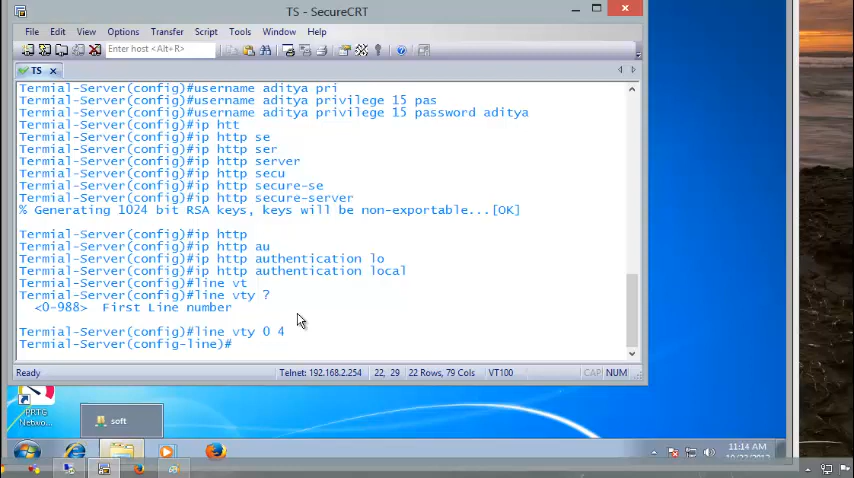 TS - SecureCRT
File Edit View Options Transfer Script Tools Window Help
Enter host <Alt+R>
TS
Termial-Server(config)#username aditya pri
Termial-Server(config)#username aditya privilege 15 pas
Termial-Server(config)#username aditya privilege 15 password aditya
Termial-Server(config)#ip htt
Termial-Server(config)#ip http se
Termial-Server(config)#ip http ser
Termial-Server(config)#ip http server
Termial-Server(config)#ip http secu
Termial-Server(config)#ip http secure-se
Termial-Server(config)#ip http secure-server
% Generating 1024 bit RSA keys, keys will be non-exportable...[OK]
Termial-Server(config)#ip http
Termial-Server(config)#ip http au
Termial-Server(config)#ip http authentication lo
Termial-Server(config)#ip http authentication local
Termial-Server(config)#line vt
Termial-Server(config)#line vty ?
<0-988> First Line number
Termial-Server(config)#line vty 0 4
Termial-Server(config-line)#
Ready Telnet: 192.168.2.254 22, 29 22 Rows, 79 Cols VT100 CAP NUM
PRTG
Netwo...
soft
11:14 AM